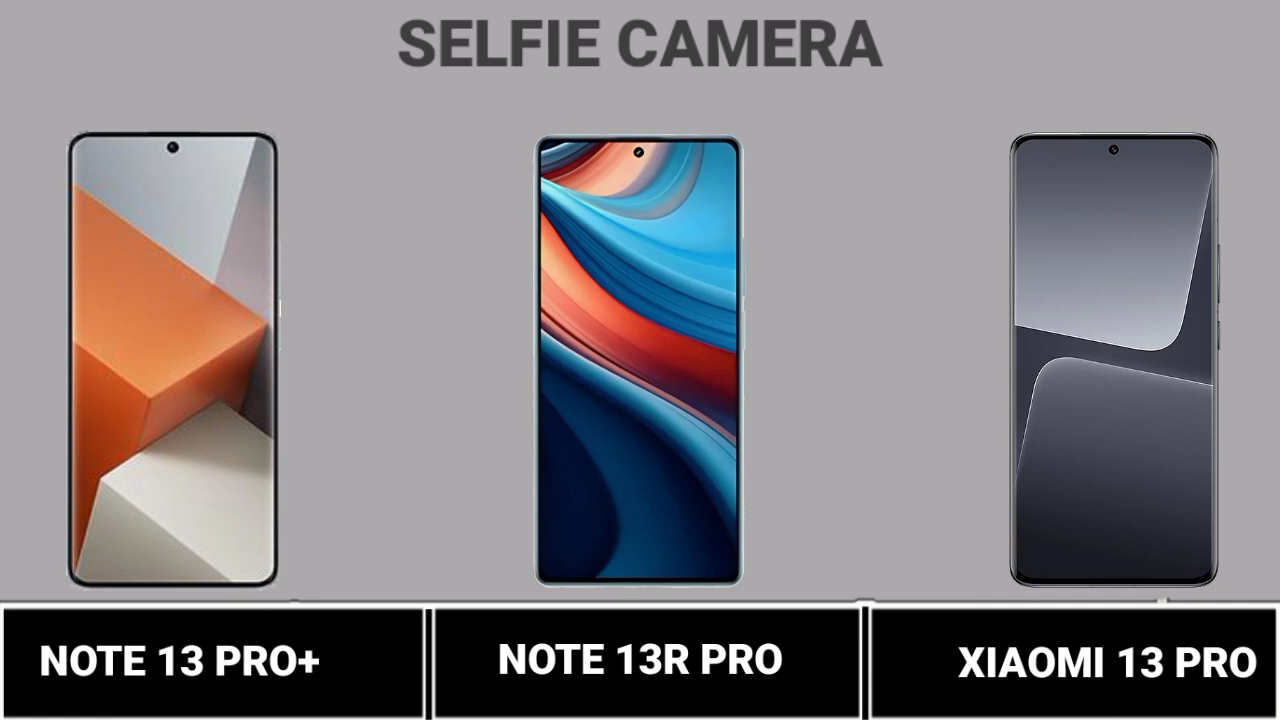 SELFIE CAMERA
NOTE 13 PRO+
NOTE 13R PRO
XIAOMI 13 PRO